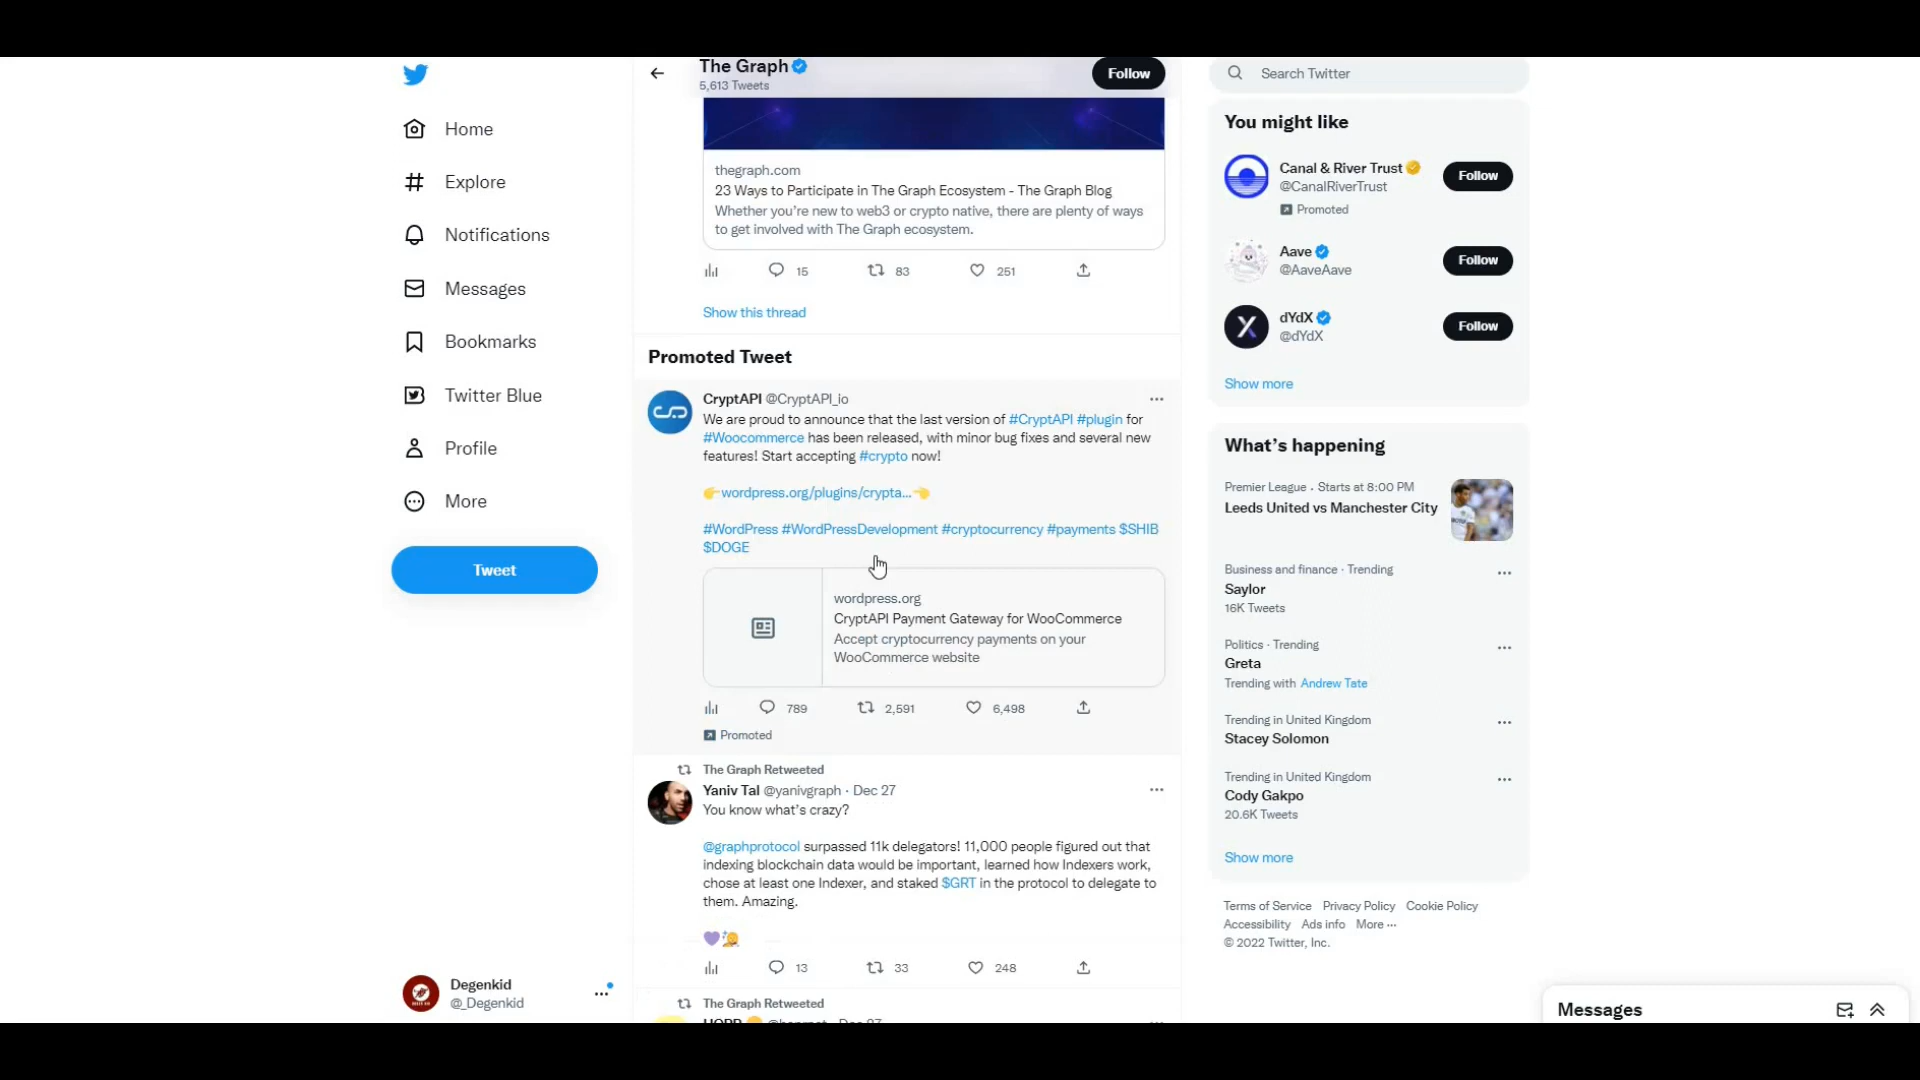 Home
Explore
Notifications
Messages
Bookmarks
Twitter Blue
Profile
More
Tweet
Degenkid
@_Degenkid
The Graph
5,613 Tweets
Follow
thegraph.com
23 Ways to Participate in The Graph Ecosystem - The Graph Blog
Whether you're new to web3 or crypto native, there are plenty of ways
to get involved with The Graph ecosystem.
15 83 251
Show this thread
Promoted Tweet
CryptAPI @CryptAPI_io
We are proud to announce that the last version of #CryptAPI #plugin for
#Woocommerce has been released, with minor bug fixes and several new
features! Start accepting #crypto now!
👉wordpress.org/plugins/crypta...👈
#WordPress #WordPressDevelopment #cryptocurrency #payments $SHIB
$DOGE
wordpress.org
CryptAPI Payment Gateway for WooCommerce
Accept cryptocurrency payments on your
WooCommerce website
789 2,591 6,498
Promoted
The Graph Retweeted
Yaniv Tal @yanivgraph · Dec 27
You know what's crazy?
@graphprotocol surpassed 11k delegators! 11,000 people figured out that
indexing blockchain data would be important, learned how Indexers work,
chose at least one Indexer, and staked $GRT in the protocol to delegate to
them. Amazing.
13 33 248
The Graph Retweeted
Search Twitter
You might like
Canal & River Trust
@CanalRiverTrust
Promoted
Follow
Aave
@AaveAave
Follow
dYdX
@dYdX
Follow
Show more
What's happening
Premier League · Starts at 8:00 PM
Leeds United vs Manchester City
Business and finance · Trending
Saylor
16K Tweets
Politics · Trending
Greta
Trending with Andrew Tate
Trending in United Kingdom
Stacey Solomon
Trending in United Kingdom
Cody Gakpo
20.6K Tweets
Show more
Terms of Service Privacy Policy Cookie Policy
Accessibility Ads info More ···
© 2022 Twitter, Inc.
Messages